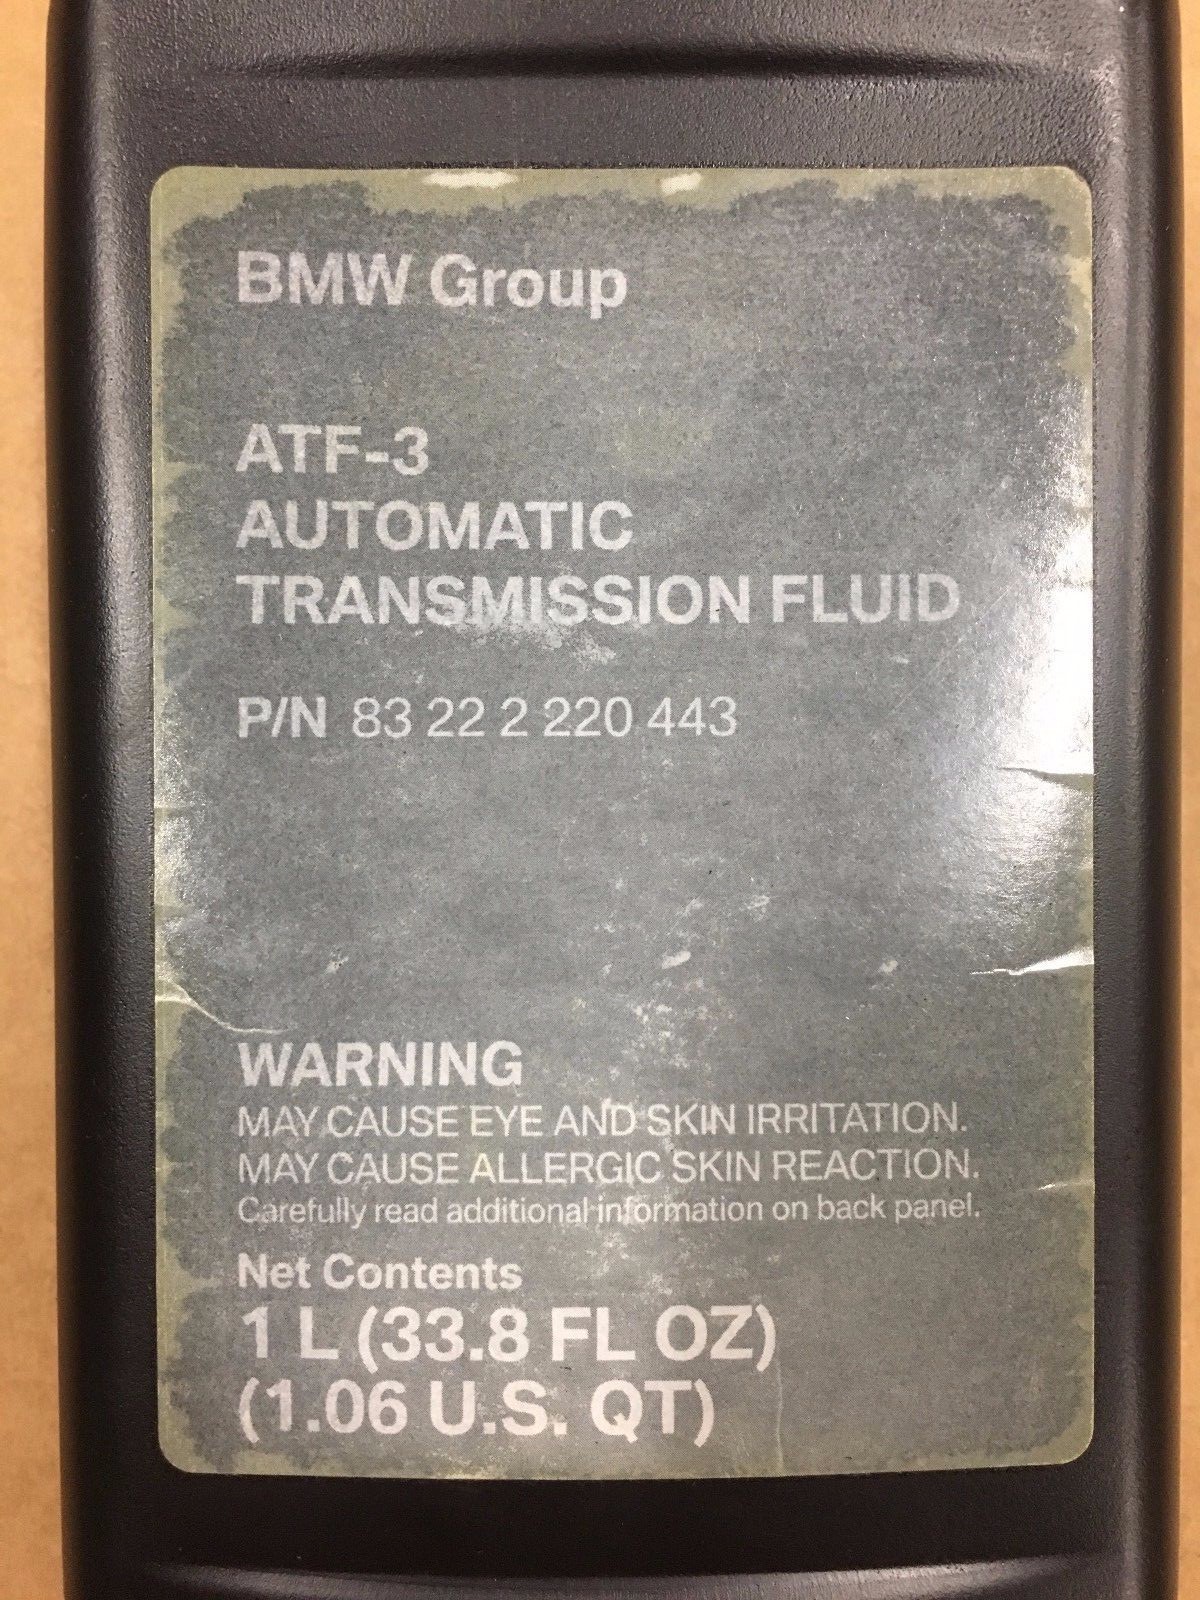 BMW Group
ATF-3
AUTOMATIC
TRANSMISSION FLUID
P/N 83 22 2 220 443
WARNING
MAY CAUSE EYE AND SKIN IRRITATION.
MAY CAUSE ALLERGIC SKIN REACTION.
Carefully read additional information on back panel.
Net Contents
1 L (33.8 FL OZ)
(1.06 U.S. QT)